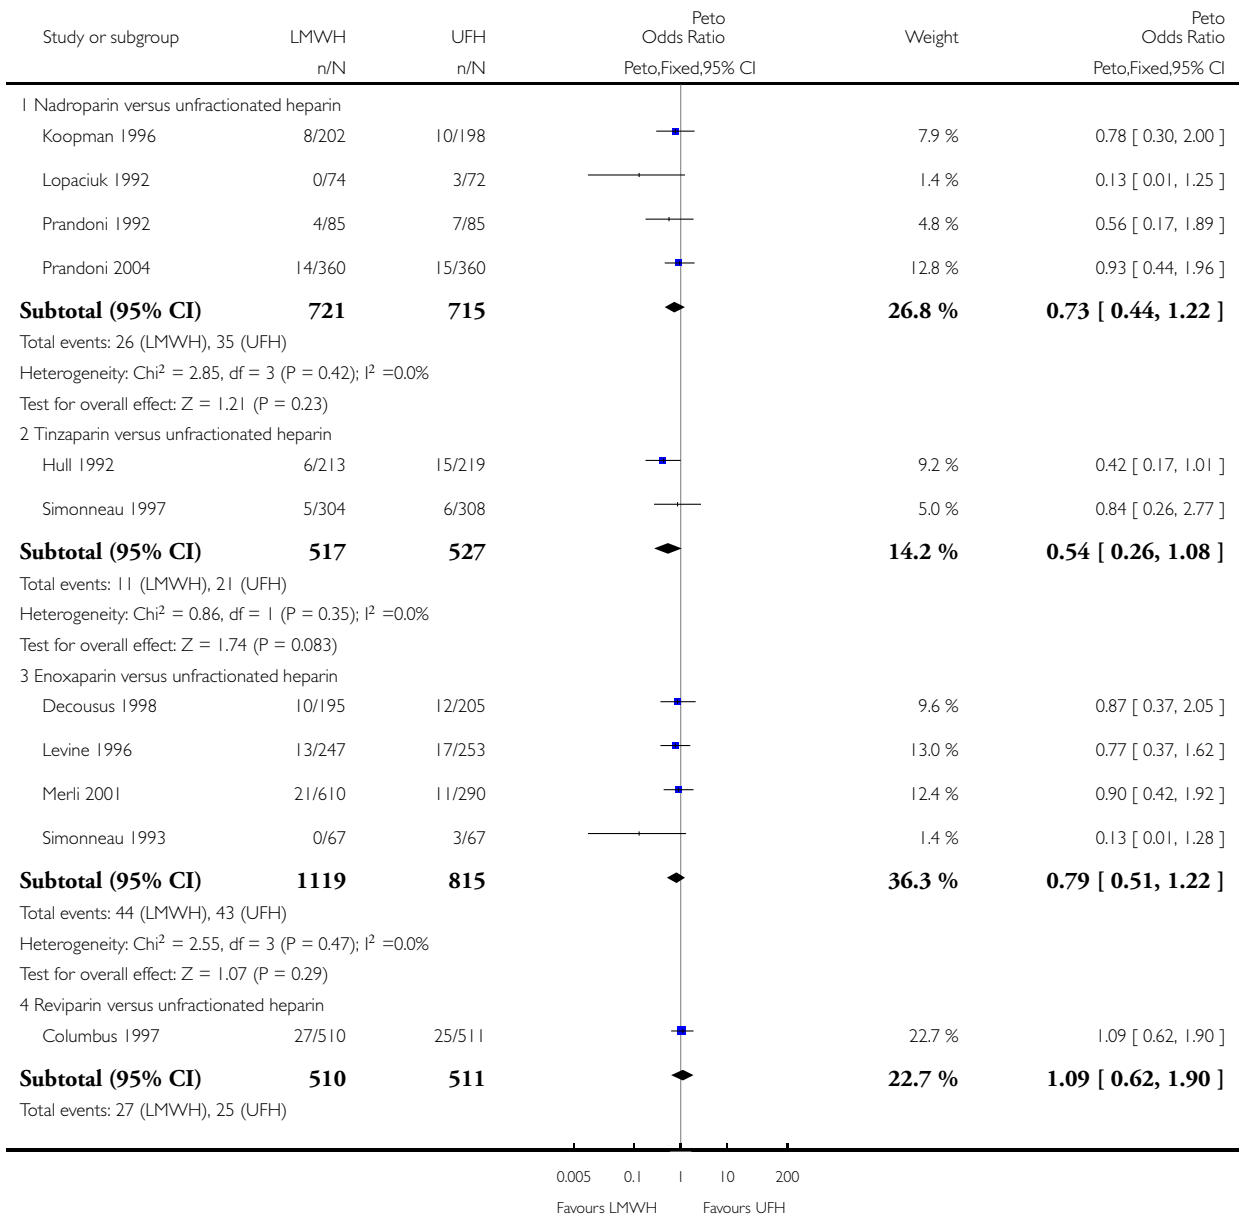 Study or subgroup LMWH UFH Peto Odds Ratio Weight Peto Odds Ratio
n/N n/N Peto,Fixed,95% CI Peto,Fixed,95% CI
1 Nadroparin versus unfractionated heparin
Koopman 1996 8/202 10/198 7.9 % 0.78 [ 0.30, 2.00 ]
Lopaciuk 1992 0/74 3/72 1.4 % 0.13 [ 0.01, 1.25 ]
Prandoni 1992 4/85 7/85 4.8 % 0.56 [ 0.17, 1.89 ]
Prandoni 2004 14/360 15/360 12.8 % 0.93 [ 0.44, 1.96 ]
Subtotal (95% CI) 721 715 26.8 % 0.73 [ 0.44, 1.22 ]
Total events: 26 (LMWH), 35 (UFH)
Heterogeneity: Chi² = 2.85, df = 3 (P = 0.42); I² =0.0%
Test for overall effect: Z = 1.21 (P = 0.23)
2 Tinzaparin versus unfractionated heparin
Hull 1992 6/213 15/219 9.2 % 0.42 [ 0.17, 1.01 ]
Simonneau 1997 5/304 6/308 5.0 % 0.84 [ 0.26, 2.77 ]
Subtotal (95% CI) 517 527 14.2 % 0.54 [ 0.26, 1.08 ]
Total events: 11 (LMWH), 21 (UFH)
Heterogeneity: Chi² = 0.86, df = 1 (P = 0.35); I² =0.0%
Test for overall effect: Z = 1.74 (P = 0.083)
3 Enoxaparin versus unfractionated heparin
Decousus 1998 10/195 12/205 9.6 % 0.87 [ 0.37, 2.05 ]
Levine 1996 13/247 17/253 13.0 % 0.77 [ 0.37, 1.62 ]
Merli 2001 21/610 11/290 12.4 % 0.90 [ 0.42, 1.92 ]
Simonneau 1993 0/67 3/67 1.4 % 0.13 [ 0.01, 1.28 ]
Subtotal (95% CI) 1119 815 36.3 % 0.79 [ 0.51, 1.22 ]
Total events: 44 (LMWH), 43 (UFH)
Heterogeneity: Chi² = 2.55, df = 3 (P = 0.47); I² =0.0%
Test for overall effect: Z = 1.07 (P = 0.29)
4 Reviparin versus unfractionated heparin
Columbus 1997 27/510 25/511 22.7 % 1.09 [ 0.62, 1.90 ]
Subtotal (95% CI) 510 511 22.7 % 1.09 [ 0.62, 1.90 ]
Total events: 27 (LMWH), 25 (UFH)
0.005 0.1 1 10 200
Favours LMWH Favours UFH